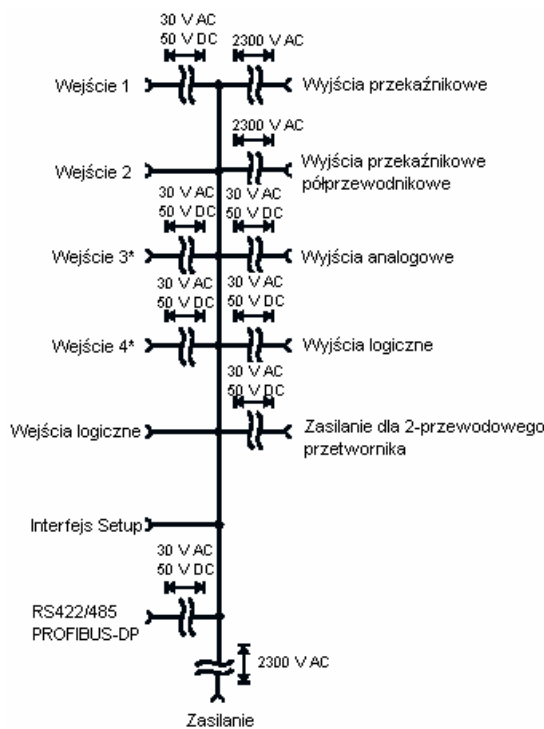 30 V AC
50 V DC
2300 V AC
Wejście 1
Wyjścia przekaźnikowe
2300 V AC
Wejście 2
Wyjścia przekaźnikowe
półprzewodnikowe
30 V AC
50 V DC
30 V AC
50 V DC
Wejście 3*
Wyjścia analogowe
30 V AC
50 V DC
30 V AC
50 V DC
Wejście 4*
Wyjścia logiczne
30 V AC
50 V DC
Wejścia logiczne
Zasilanie dla 2-przewodowego
przetwornika
Interfejs Setup
30 V AC
50 V DC
RS422/485
PROFIBUS-DP
2300 V AC
Zasilanie